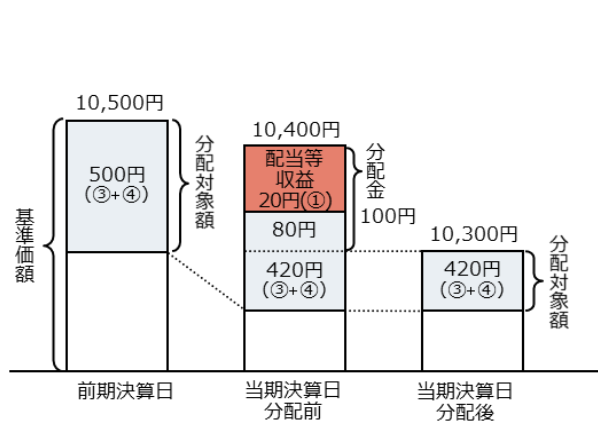 10,500円
500円
(③+④)
分配対象額
基準価額
前期決算日
10,400円
配当等
収益
20円(①)
80円
420円
(③+④)
分配金
100円
当期決算日
分配前
10,300円
420円
(③+④)
分配対象額
当期決算日
分配後